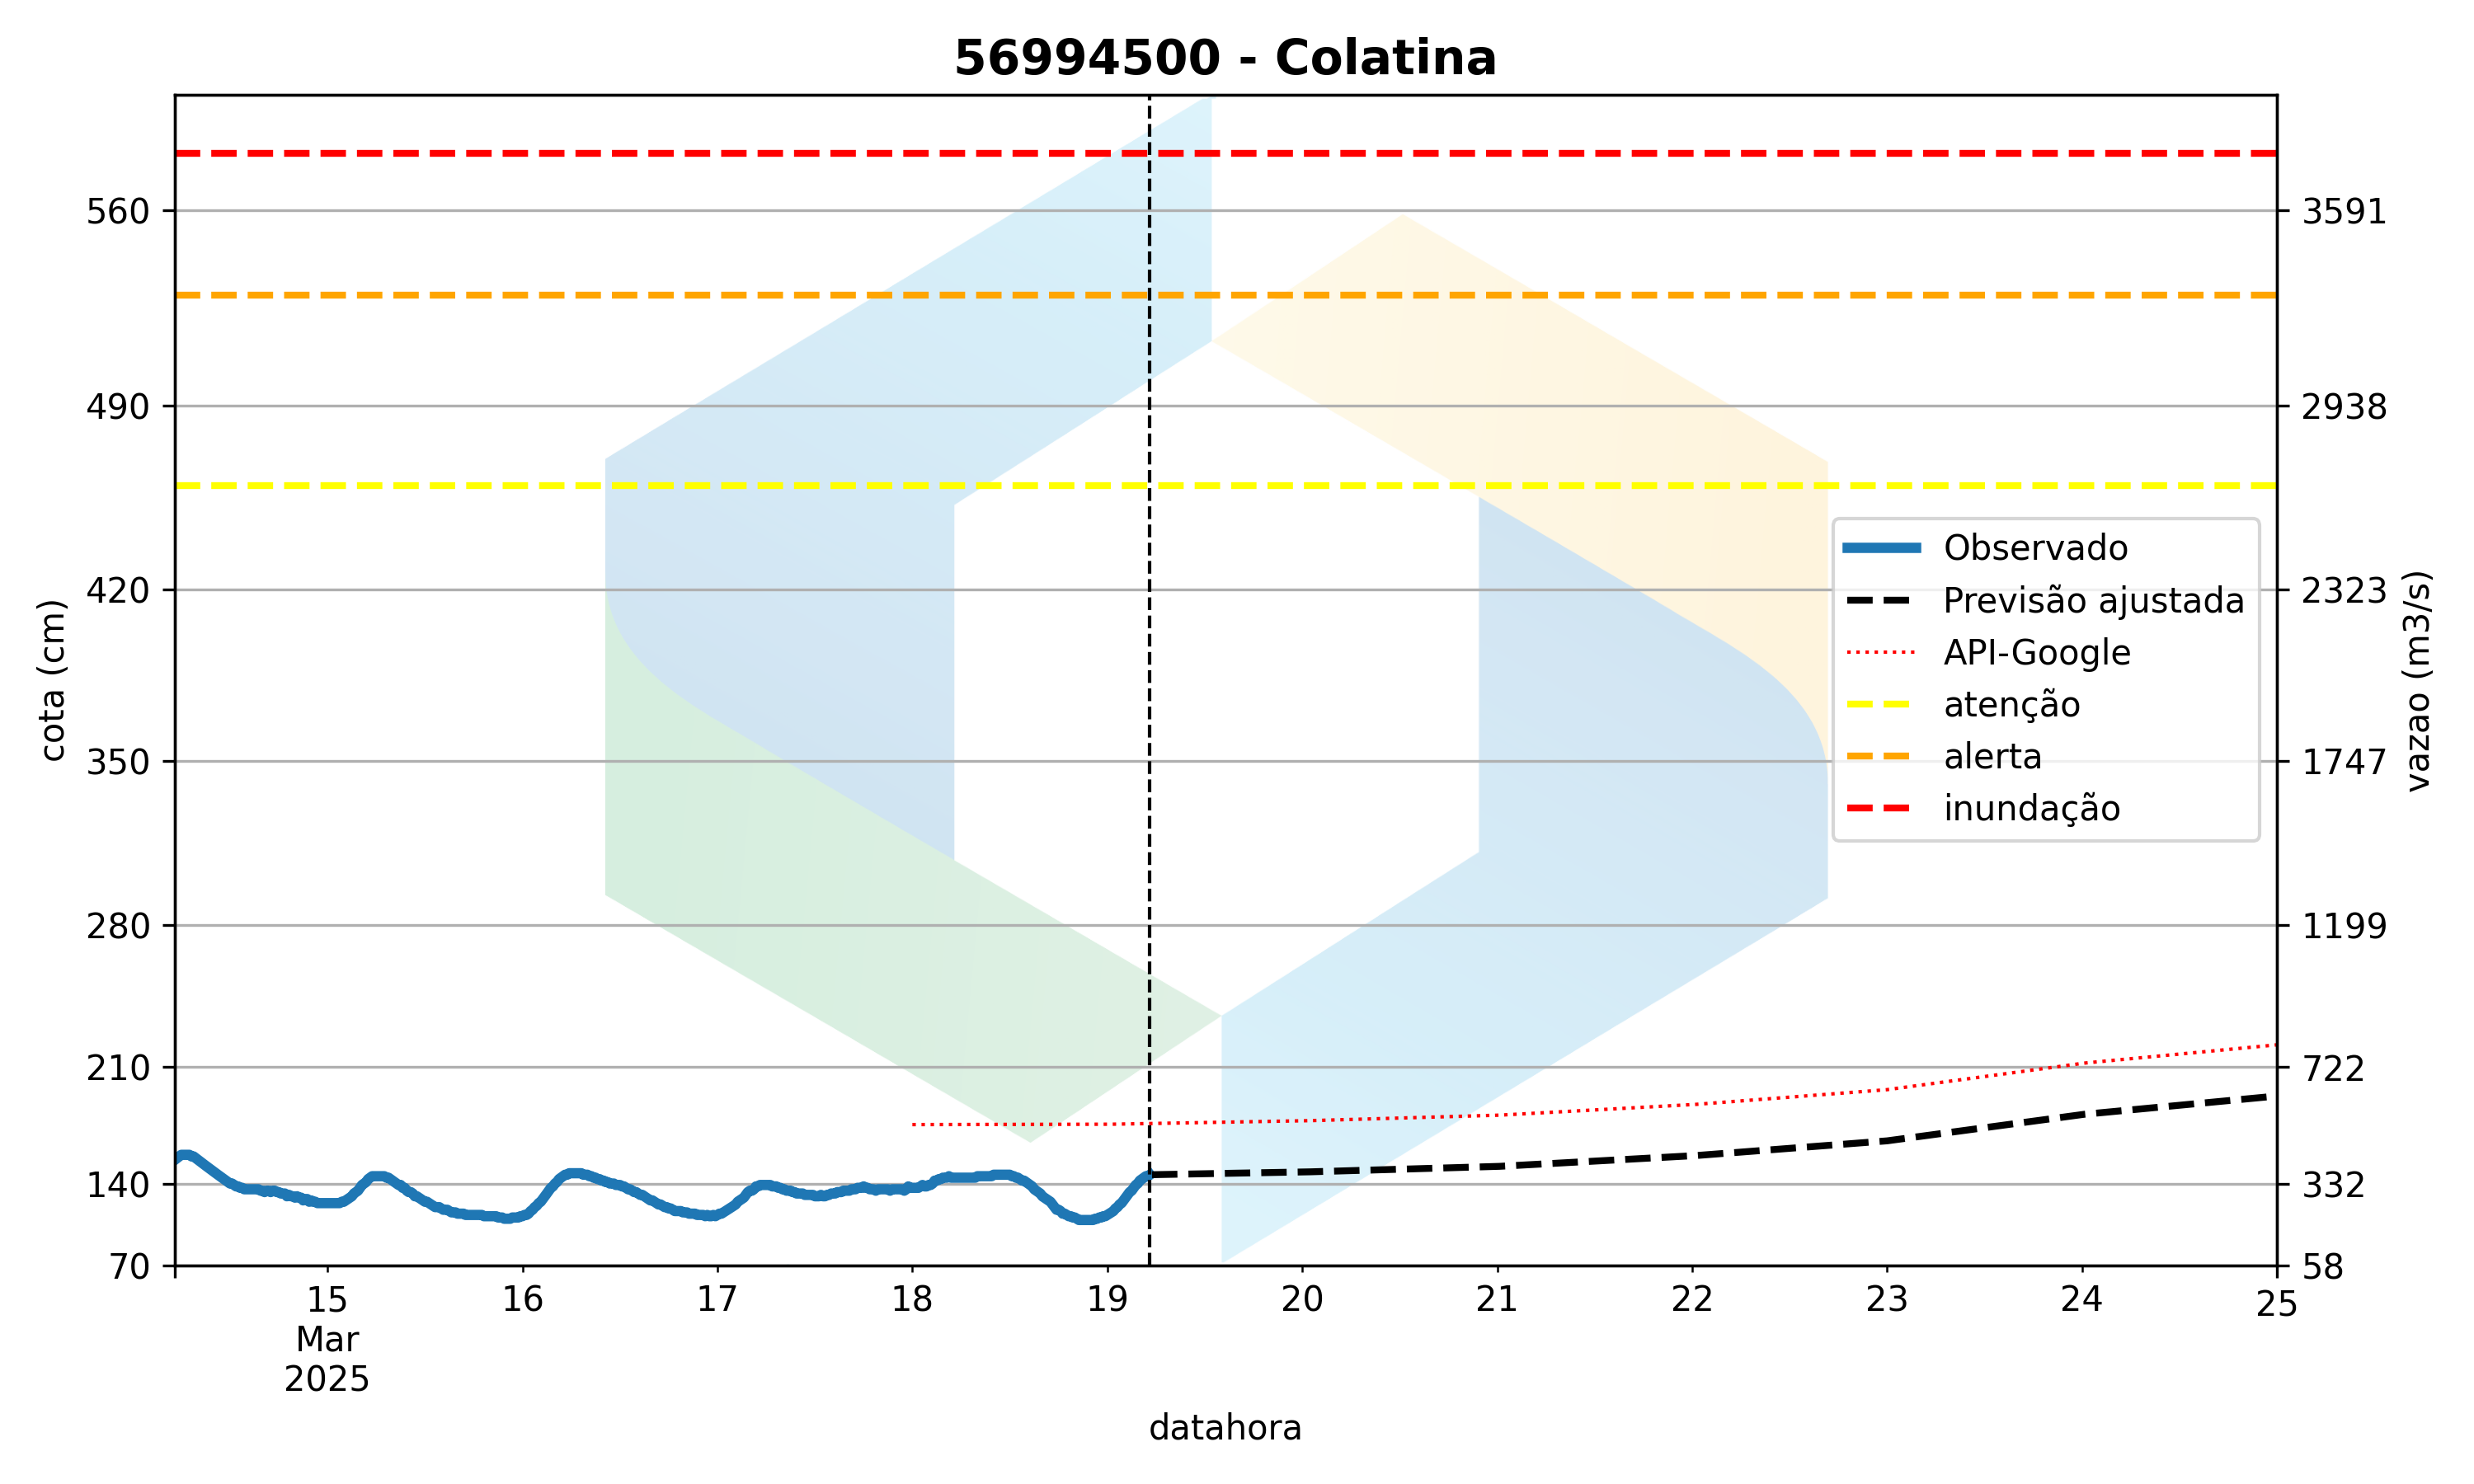 56994500 - Colatina
560
490
420
350
280
210
140
70
cota (cm)
3591
2938
2323
1747
1199
722
332
58
vazao (m3/s)
Observado
Previsão ajustada
API-Google
atenção
alerta
inundação
15
16
17
18
19
20
21
22
23
24
25
Mar
2025
datahora